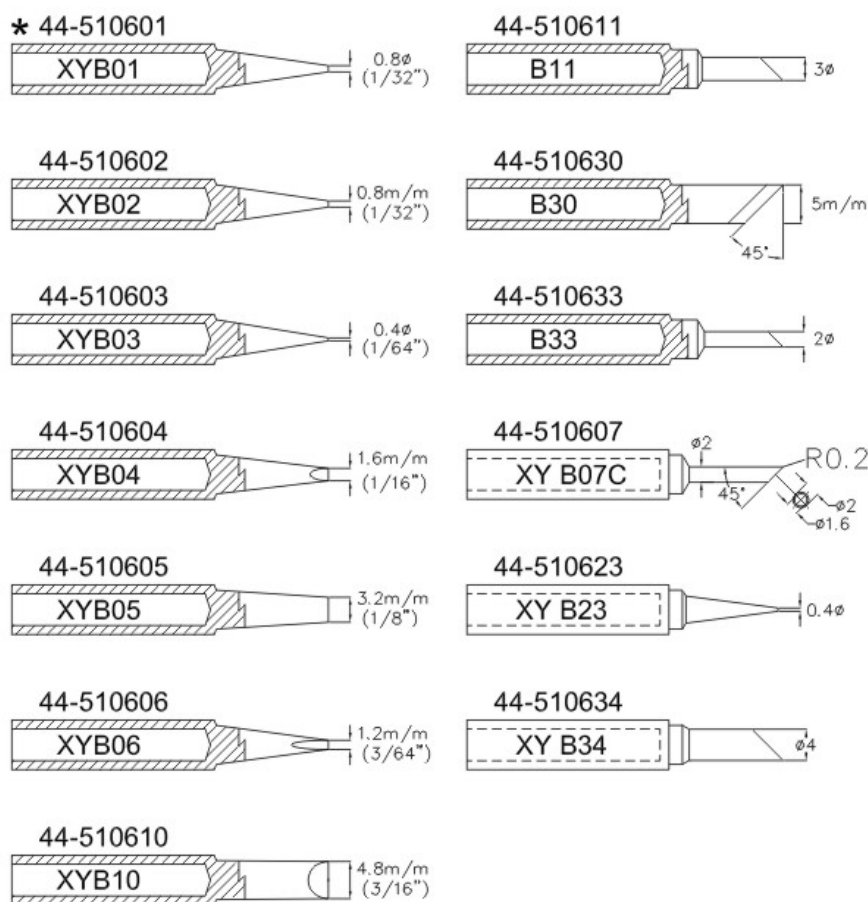 * 44-510601
XYB01
0.8ø
(1/32")
44-510602
XYB02
0.8m/m
(1/32")
44-510603
XYB03
0.4ø
(1/64")
44-510604
XYB04
1.6m/m
(1/16")
44-510605
XYB05
3.2m/m
(1/8")
44-510606
XYB06
1.2m/m
(3/64")
44-510610
XYB10
4.8m/m
(3/16")
44-510611
B11
3ø
44-510630
B30
5m/m
45°
44-510633
B33
2ø
44-510607
XY B07C
ø2
45°
R0.2
ø2
ø1.6
44-510623
XY B23
0.4ø
44-510634
XY B34
ø4